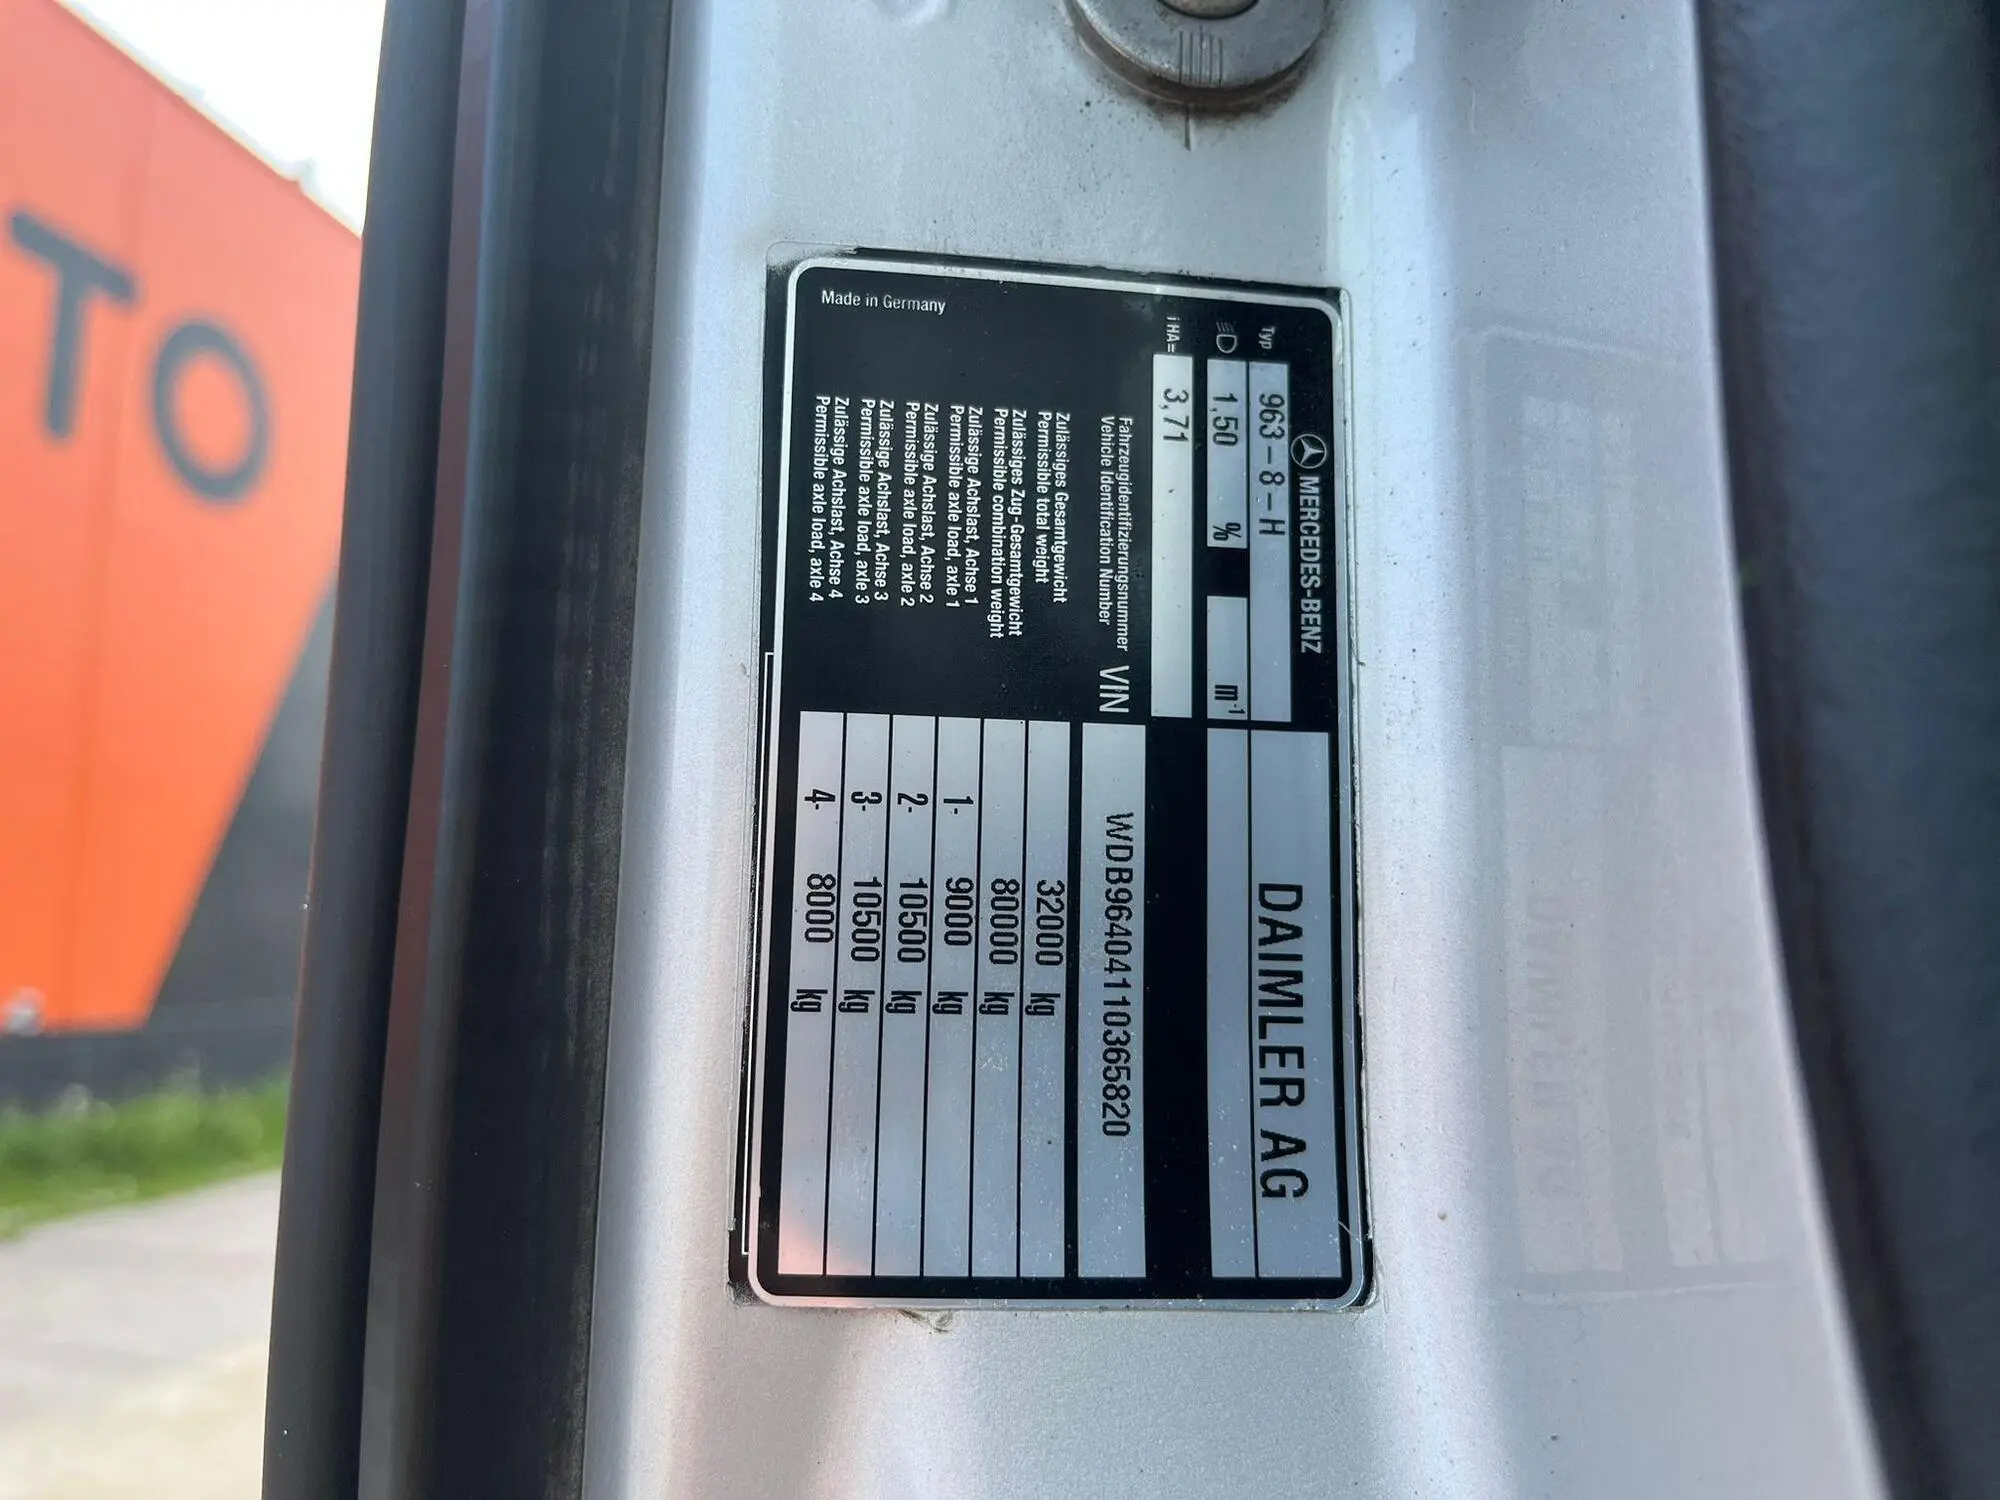 TO
MERCEDES-BENZ
DAIMLER AG
Typ 963-8-H
1,50 % m-1
iHA= 3,71
Fahrzeugidentifizierungsnummer
Vehicle Identification Number VIN WDB96404110365820
Zulässiges Gesamtgewicht
Permissible total weight 32000 kg
Zulässiges Zug-Gesamtgewicht
Permissible combination weight 80000 kg
Zulässige Achslast, Achse 1
Permissible axle load, axle 1 1- 9000 kg
Zulässige Achslast, Achse 2
Permissible axle load, axle 2 2- 10500 kg
Zulässige Achslast, Achse 3
Permissible axle load, axle 3 3- 10500 kg
Zulässige Achslast, Achse 4
Permissible axle load, axle 4 4- 8000 kg
Made in Germany